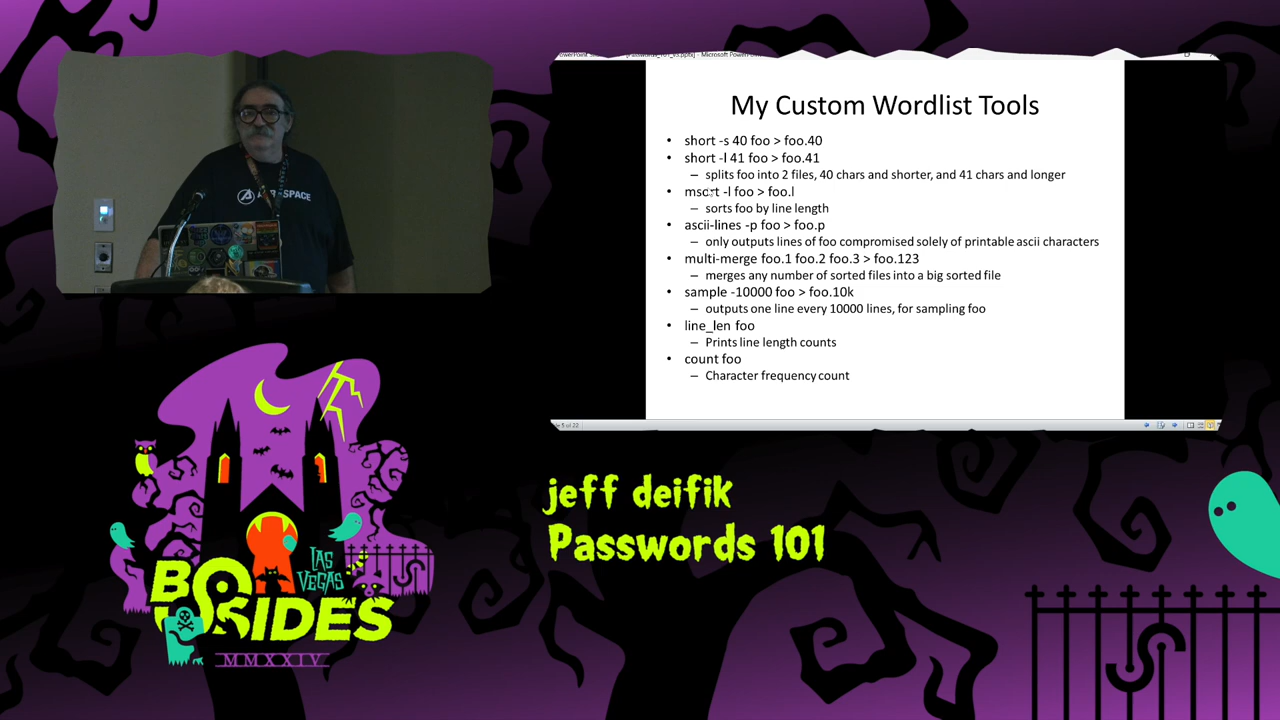 My Custom Wordlist Tools
• short -s 40 foo > foo.40
• short -l 41 foo > foo.41
– splits foo into 2 files, 40 chars and shorter, and 41 chars and longer
• msort -l foo > foo.l
– sorts foo by line length
• ascii-lines -p foo > foo.p
– only outputs lines of foo compromised solely of printable ascii characters
• multi-merge foo.1 foo.2 foo.3 > foo.123
– merges any number of sorted files into a big sorted file
• sample -10000 foo > foo.10k
– outputs one line every 10000 lines, for sampling foo
• line_len foo
– Prints line length counts
• count foo
– Character frequency count
5 of 22
jeff deifik
Passwords 101
LAS
VEGAS
BSIDES
MMXXIV